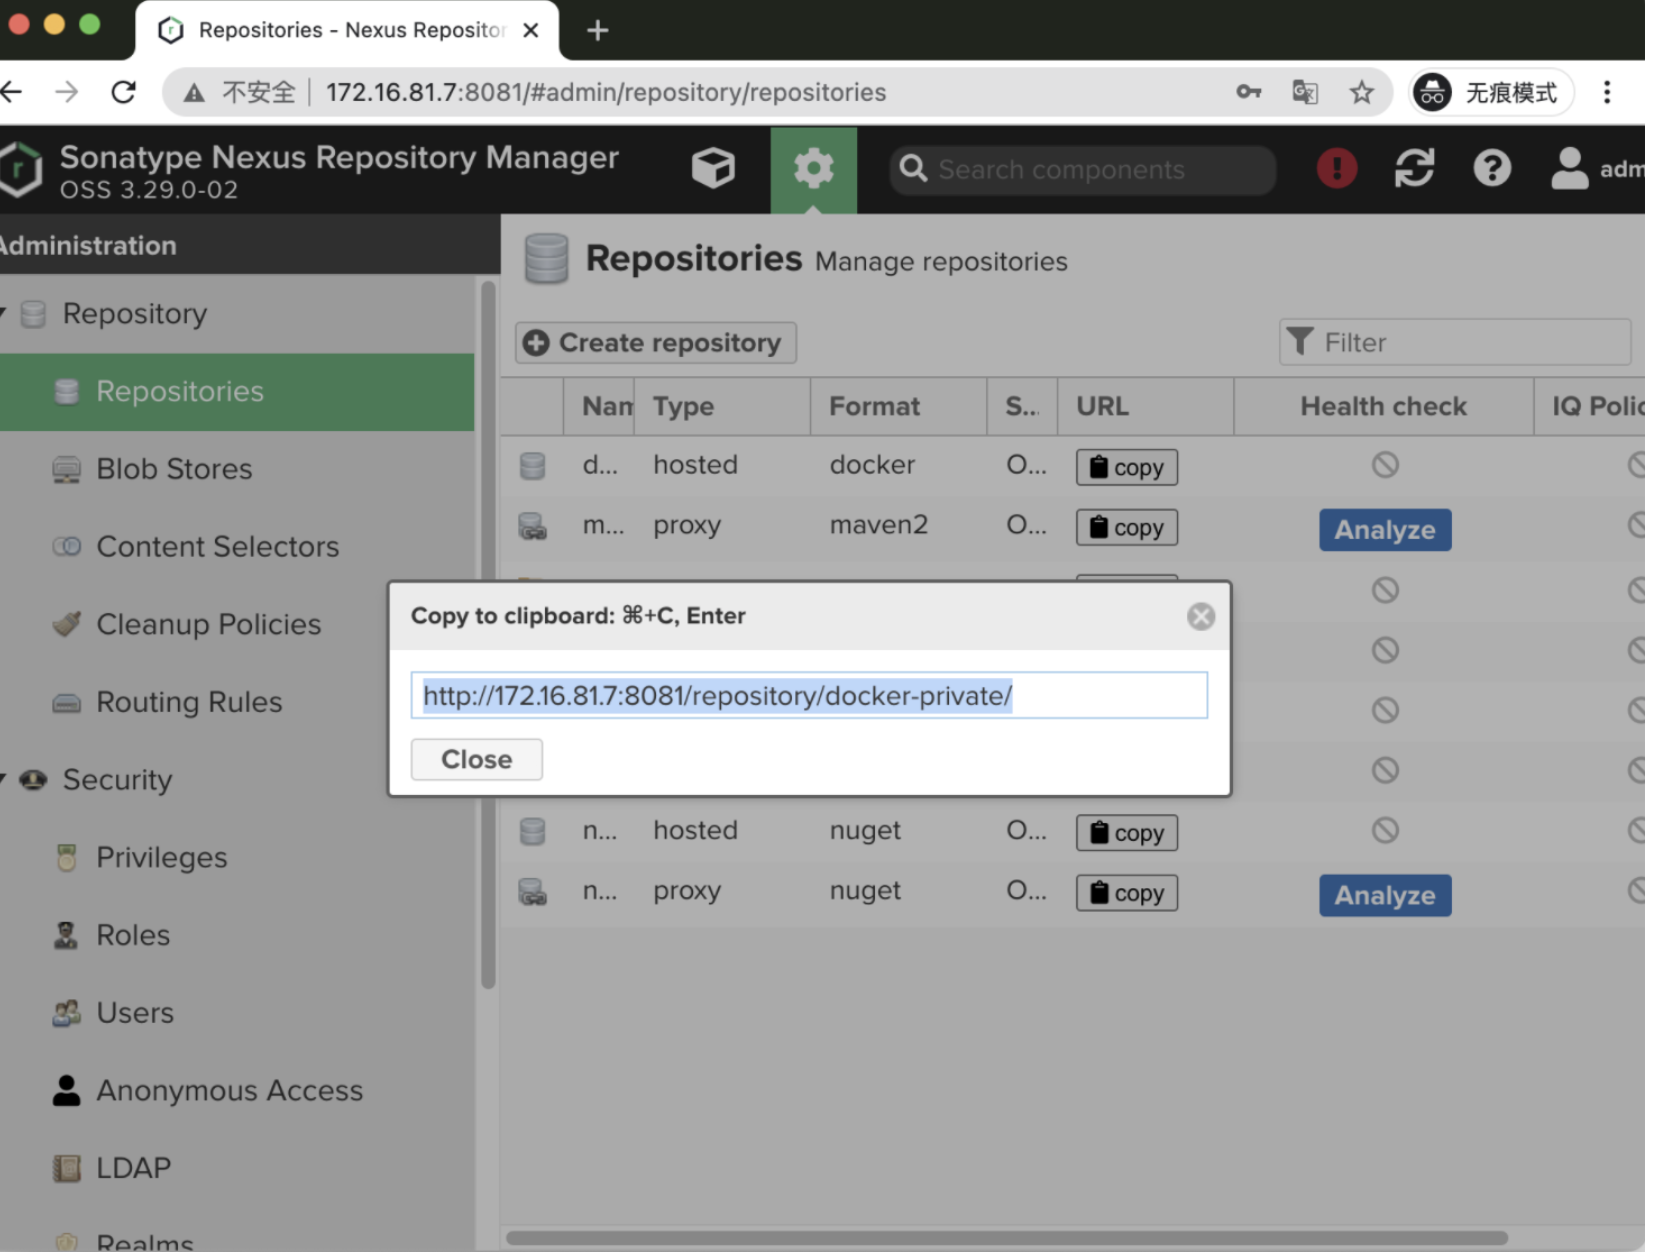 Repositories - Nexus Repositor
不安全 172.16.81.7:8081/#admin/repository/repositories
无痕模式
Sonatype Nexus Repository Manager
OSS 3.29.0-02
Search components
adm
Administration
Repositories Manage repositories
Repository
Create repository
Filter
Repositories
Nam Type Format S... URL Health check IQ Polic
Blob Stores
d... hosted docker O... copy
m... proxy maven2 O... copy Analyze
Content Selectors
Cleanup Policies
Copy to clipboard: ⌘+C, Enter
http://172.16.81.7:8081/repository/docker-private/
Close
Routing Rules
Security
n... hosted nuget O... copy
Privileges
n... proxy nuget O... copy Analyze
Roles
Users
Anonymous Access
LDAP
Realms